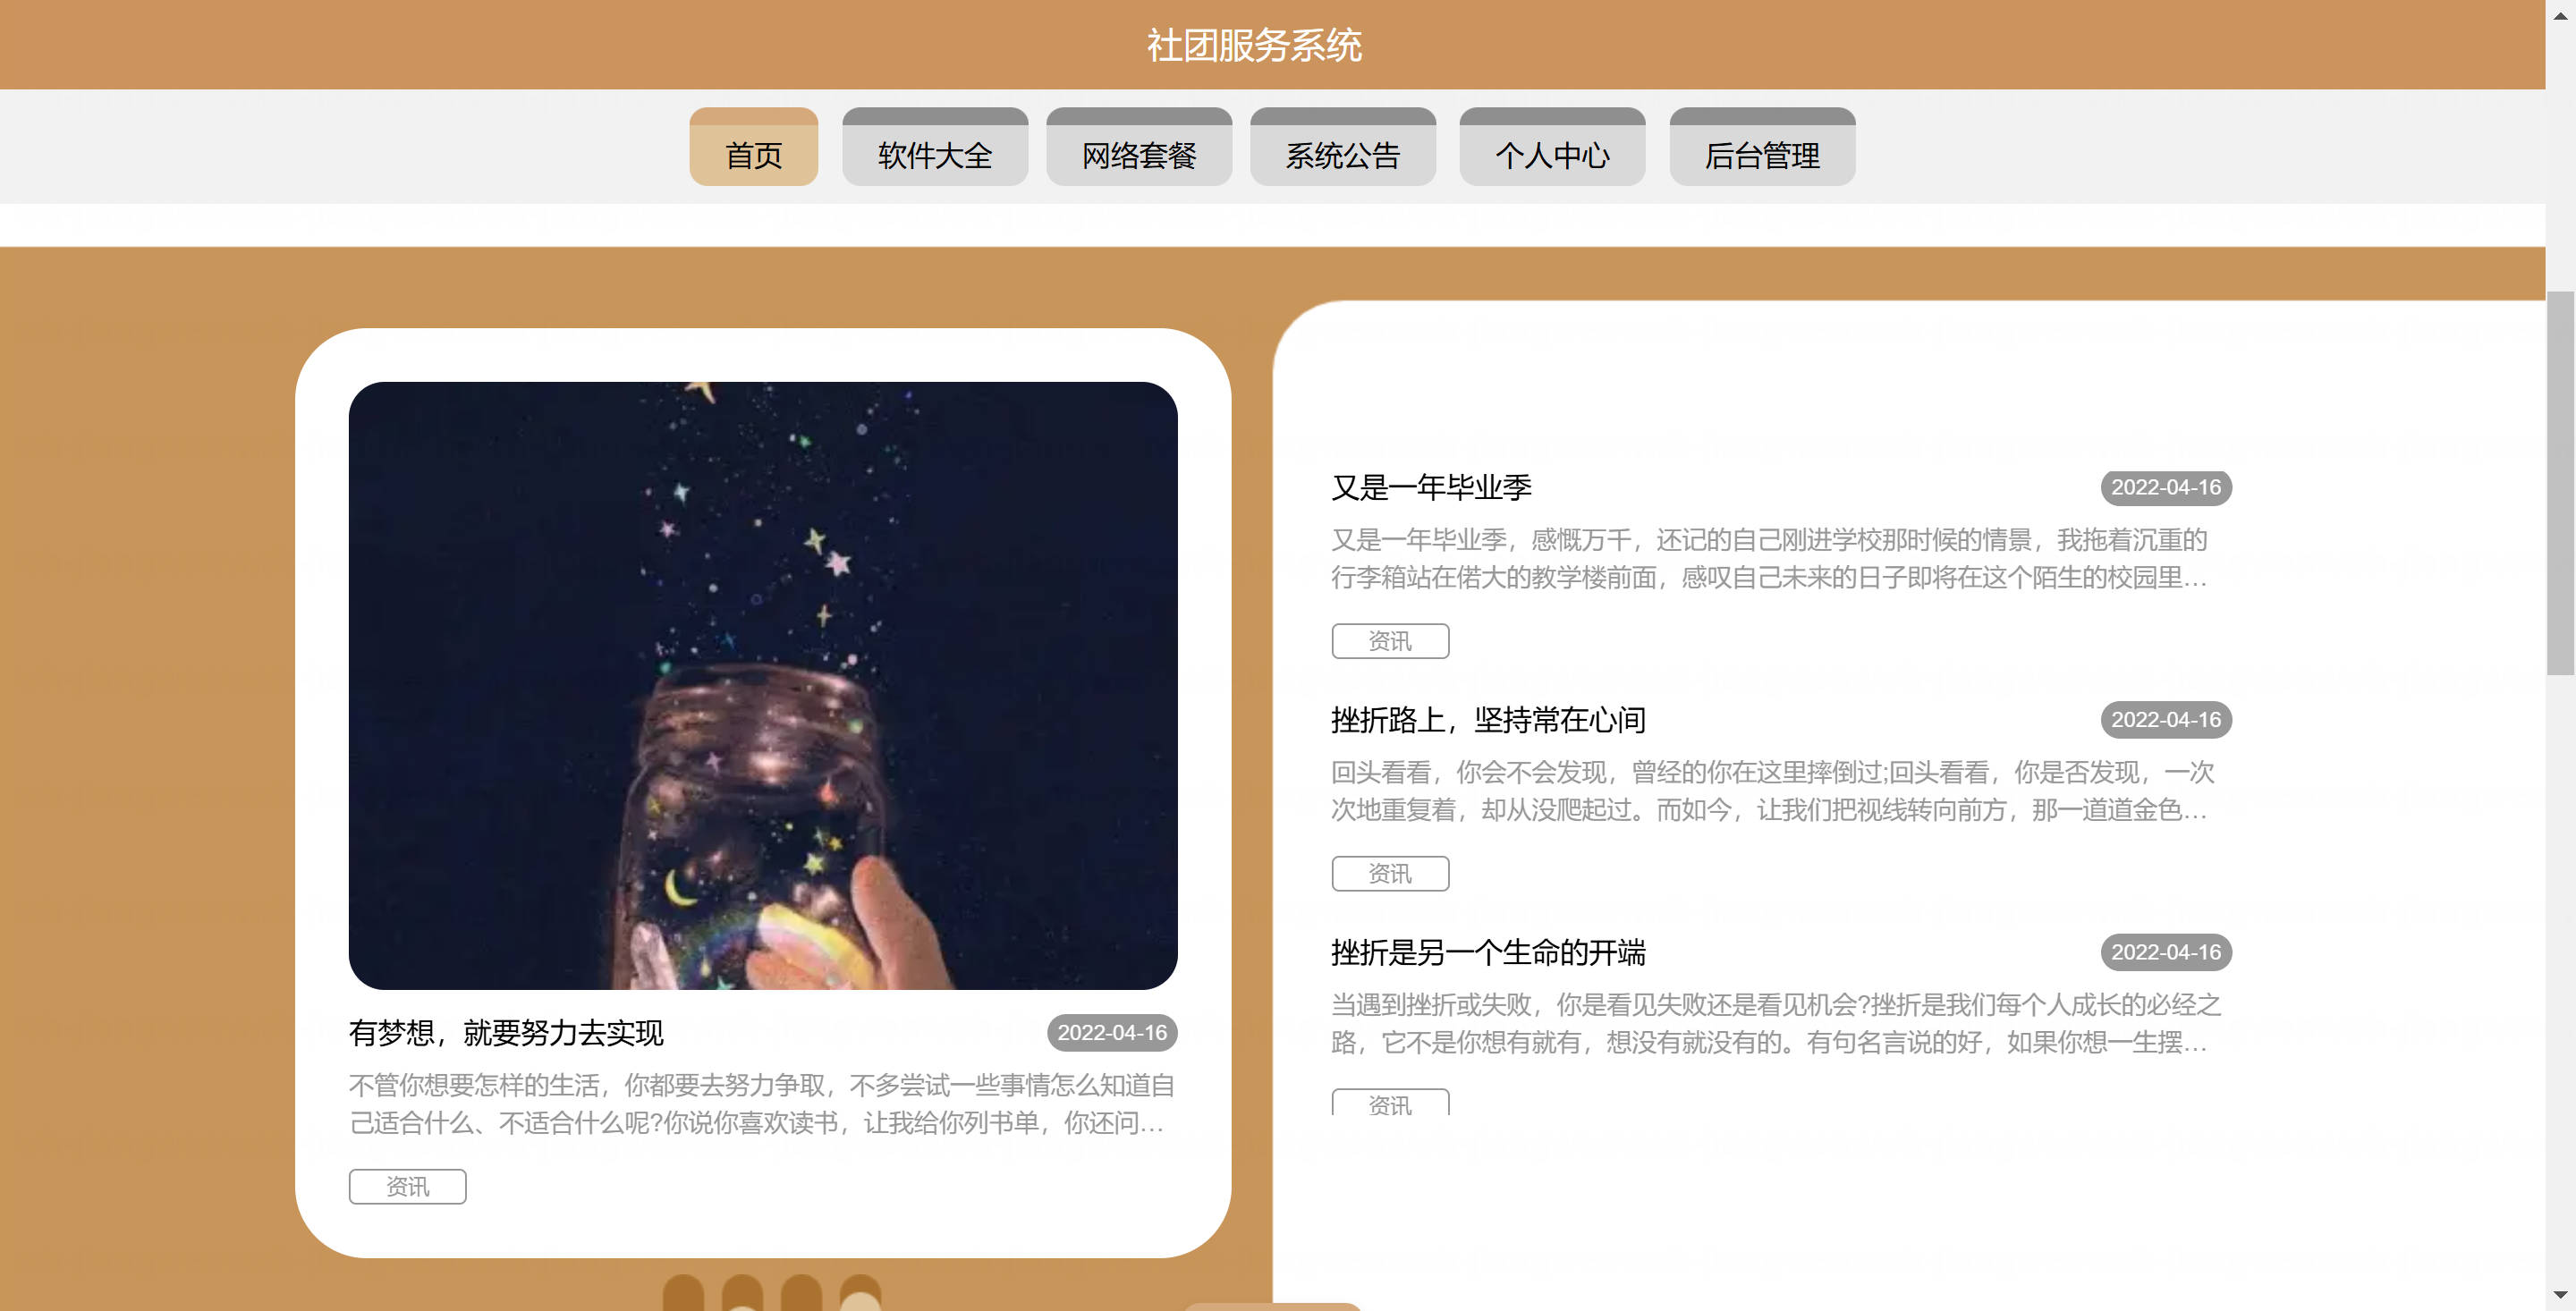 社团服务系统
首页
软件大全
网络套餐
系统公告
个人中心
后台管理
有梦想，就要努力去实现
2022-04-16
不管你想要怎样的生活，你都要去努力争取，不多尝试一些事情怎么知道自
己适合什么、不适合什么呢?你说你喜欢读书，让我给你列书单，你还问…
资讯
又是一年毕业季
2022-04-16
又是一年毕业季，感慨万千，还记的自己刚进学校那时候的情景，我拖着沉重的
行李箱站在偌大的教学楼前面，感叹自己未来的日子即将在这个陌生的校园里…
资讯
挫折路上，坚持常在心间
2022-04-16
回头看看，你会不会发现，曾经的你在这里摔倒过;回头看看，你是否发现，一次
次地重复着，却从没爬起过。而如今，让我们把视线转向前方，那一道道金色…
资讯
挫折是另一个生命的开端
2022-04-16
当遇到挫折或失败，你是看见失败还是看见机会?挫折是我们每个人成长的必经之
路，它不是你想有就有，想没有就没有的。有句名言说的好，如果你想一生摆…
资讯